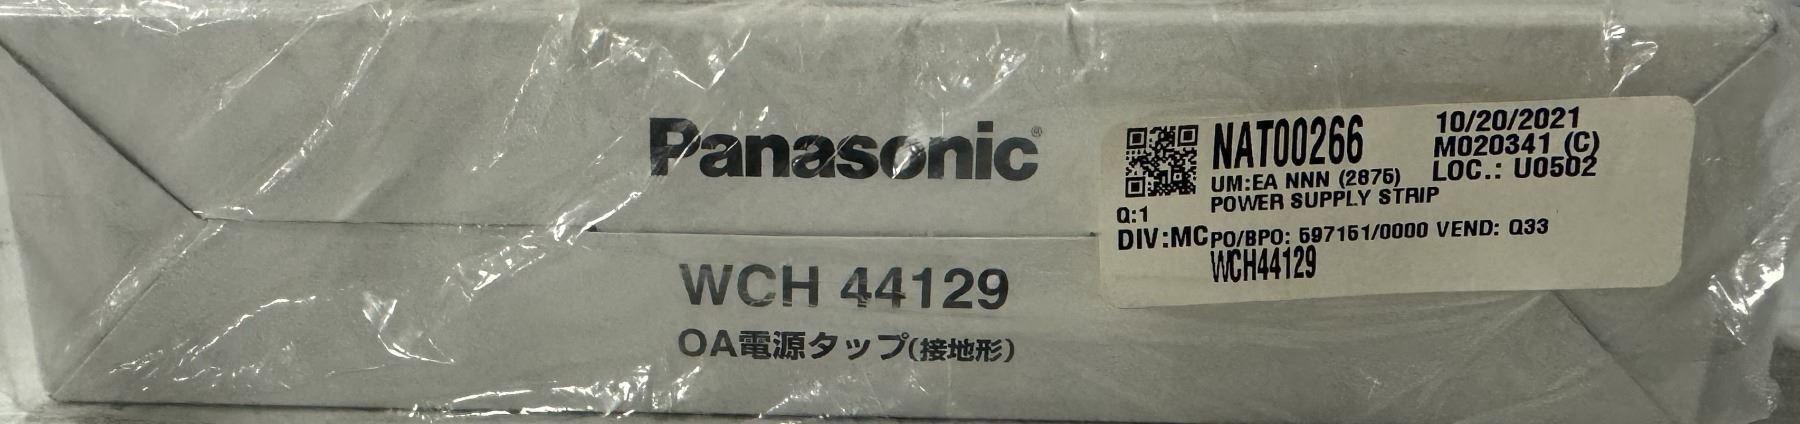 Panasonic®
WCH 44129
OA電源タップ(接地形)
NAT00266
10/20/2021
M020341 (C)
LOC.: U0502
UM:EA NNN (2875)
POWER SUPPLY STRIP
Q:1
DIV:MC
PO/BPO: 597151/0000 VEND: Q33
WCH44129